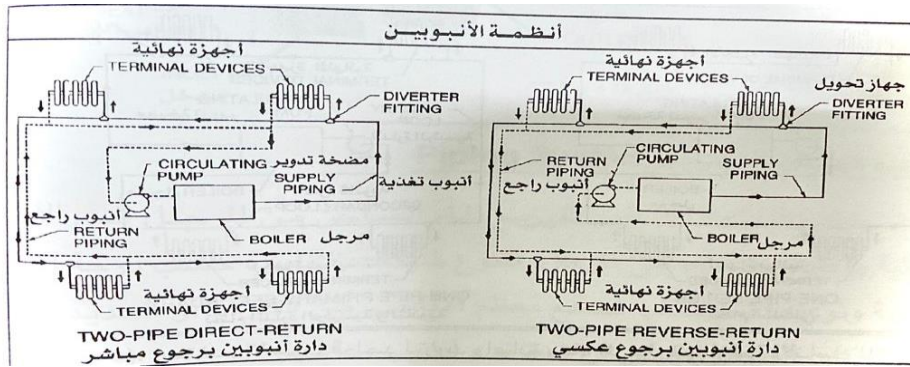 أنظمـة الأنبوبين
أجهزة نهائية
TERMINAL DEVICES
DIVERTER
FITTING
CIRCULATING
PUMP
مضخة تدوير
SUPPLY
PIPING
أنبوب تغذية
أنبوب راجع
RETURN
PIPING
BOILER
مرجل
أجهزة نهائية
TERMINAL DEVICES
TWO-PIPE DIRECT-RETURN
دارة أنبوبين برجوع مباشر
أجهزة نهائية
TERMINAL DEVICES
جهاز تحويل
DIVERTER
FITTING
CIRCULATING
PUMP
RETURN
PIPING
أنبوب راجع
SUPPLY
PIPING
BOILER
مرجل
أجهزة نهائية
TERMINAL DEVICES
TWO-PIPE REVERSE-RETURN
دارة أنبوبين برجوع عكسي